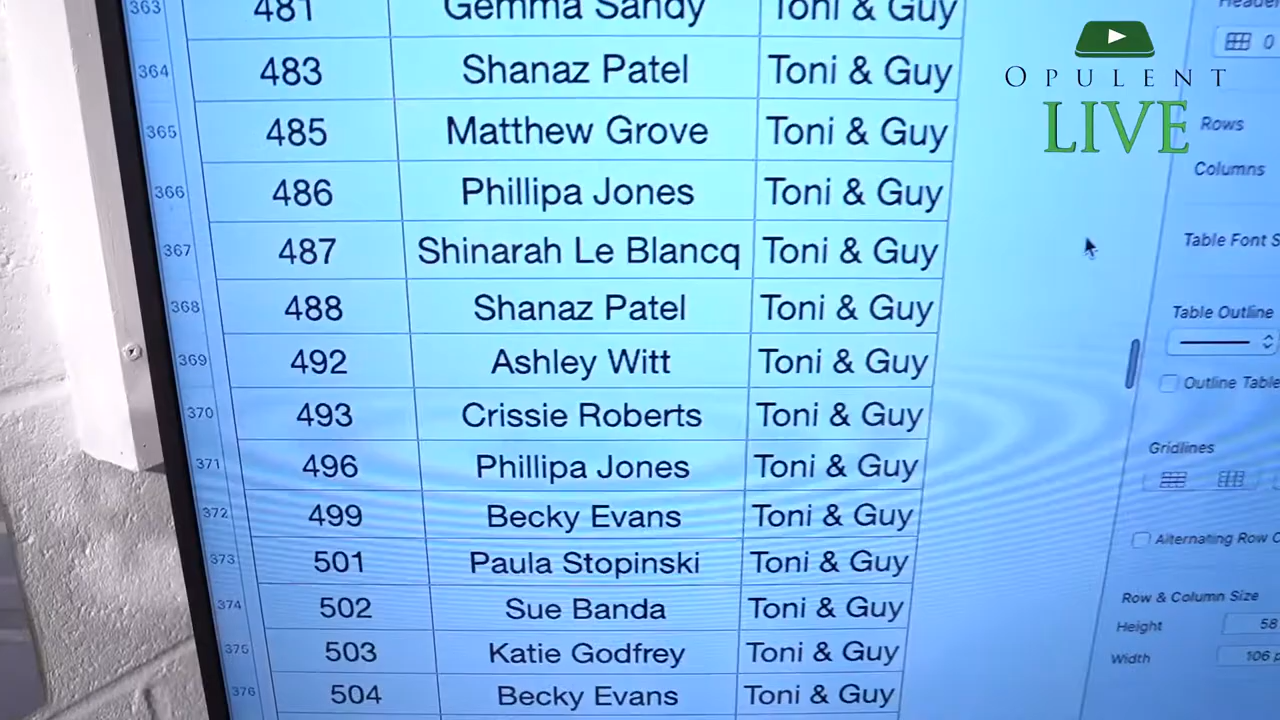 363 481 Gemma Sandy Toni & Guy
364 483 Shanaz Patel Toni & Guy
365 485 Matthew Grove Toni & Guy
366 486 Phillipa Jones Toni & Guy
367 487 Shinarah Le Blancq Toni & Guy
368 488 Shanaz Patel Toni & Guy
369 492 Ashley Witt Toni & Guy
370 493 Crissie Roberts Toni & Guy
371 496 Phillipa Jones Toni & Guy
372 499 Becky Evans Toni & Guy
373 501 Paula Stopinski Toni & Guy
374 502 Sue Banda Toni & Guy
375 503 Katie Godfrey Toni & Guy
376 504 Becky Evans Toni & Guy
OPULENT
LIVE
Header
0
Rows
Columns
Table Font S
Table Outline
Outline Table
Gridlines
Alternating Row C
Row & Column Size
Height 58
Width 106 p